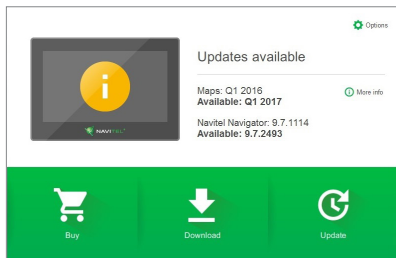 Options
Updates available
Maps: Q1 2016
Available: Q1 2017
More info
Navitel Navigator: 9.7.1114
Available: 9.7.2493
NAVITEL
Buy
Download
Update